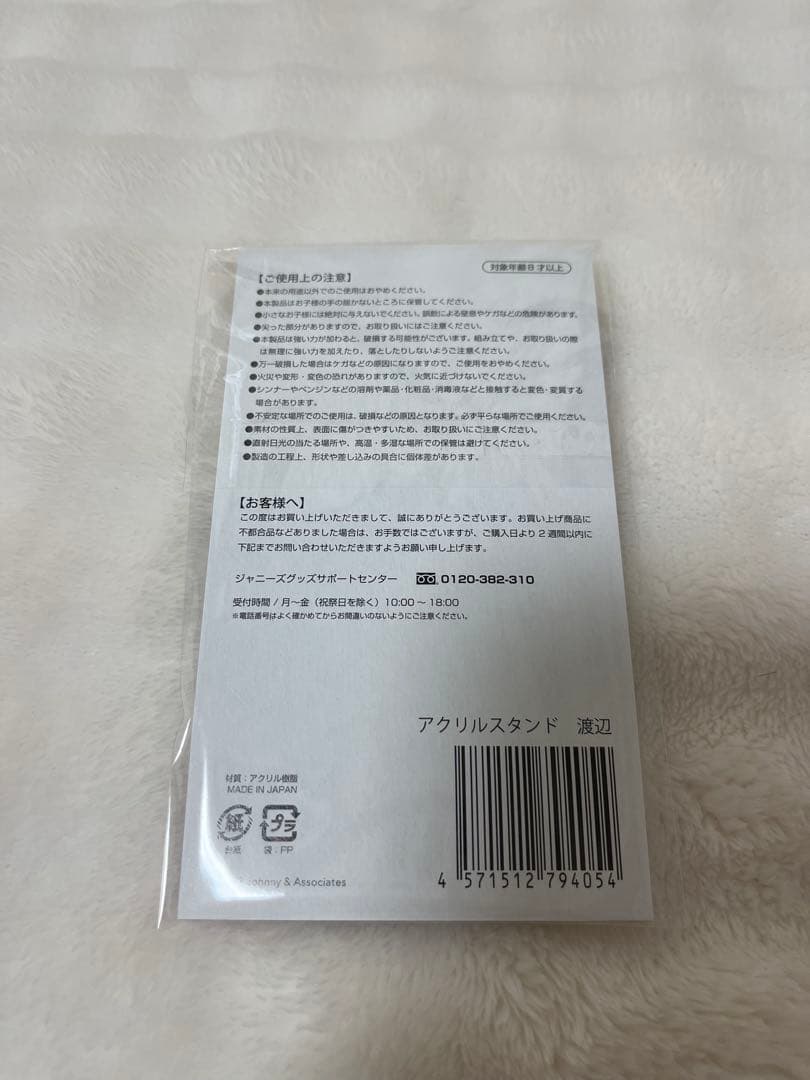 対象年齢8才以上
【ご使用上の注意】
●本来の用途以外でのご使用はおやめください。
●本製品はお子様の手の届かないところに保管してください。
●小さなお子様には絶対に与えないでください。誤飲による窒息やケガなどの危険があります。
●尖った部分がありますので、お取り扱いにはご注意ください。
●本製品は強い力が加わると、破損する可能性がございます。組み立てや、お取り扱いの際
は無理に強い力を加えたり、落としたりしないようご注意ください。
●万一破損した場合はケガなどの原因になりますので、ご使用をおやめください。
●火災や変形・変色の恐れがありますので、火気に近づけないでください。
●シンナーやベンジンなどの溶剤や薬品・化粧品・消毒液などと接触すると変色・変質する
場合があります。
●不安定な場所でのご使用は、破損などの原因となります。必ず平らな場所でご使用ください。
●素材の性質上、表面に傷がつきやすいため、お取り扱いにご注意ください。
●直射日光の当たる場所や、高温・多湿な場所での保管は避けてください。
●製造の工程上、形状や差し込みの具合に個体差があります。
【お客様へ】
この度はお買い上げいただきまして、誠にありがとうございます。お買い上げ商品に
不都合品などありました場合は、お手数ではございますが、ご購入日より2週間以内に
下記までお問い合わせいただきますようお願い申し上げます。
ジャニーズグッズサポートセンター 0120-382-310
受付時間 / 月～金（祝祭日を除く）10:00～18:00
※電話番号はよく確かめてからお間違いのないようにご注意ください。
アクリルスタンド 渡辺
材質：アクリル樹脂
MADE IN JAPAN
紙 プラ
台紙 袋：PP
Johnny & Associates
4 571512 794054